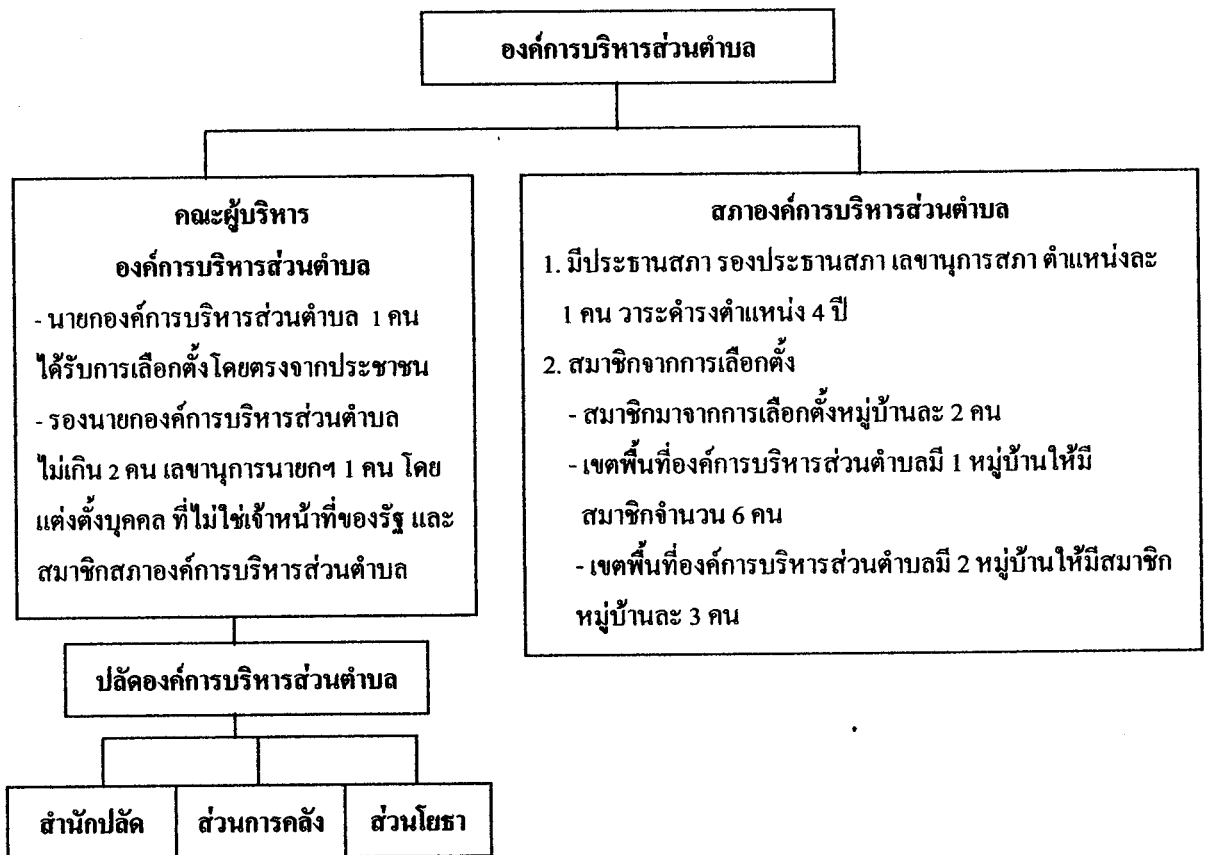 องค์การบริหารส่วนตำบล
คณะผู้บริหาร
องค์การบริหารส่วนตำบล
- นายกองค์การบริหารส่วนตำบล 1 คน
ได้รับการเลือกตั้งโดยตรงจากประชาชน
- รองนายกองค์การบริหารส่วนตำบล
ไม่เกิน 2 คน เลขานุการนายกฯ 1 คน โดย
แต่งตั้งบุคคล ที่ไม่ใช่เจ้าหน้าที่ของรัฐ และ
สมาชิกสภาองค์การบริหารส่วนตำบล
สภาองค์การบริหารส่วนตำบล
1. มีประธานสภา รองประธานสภา เลขานุการสภา ตำแหน่งละ
1 คน วาระดำรงตำแหน่ง 4 ปี
2. สมาชิกจากการเลือกตั้ง
- สมาชิกมาจากการเลือกตั้งหมู่บ้านละ 2 คน
- เขตพื้นที่องค์การบริหารส่วนตำบลมี 1 หมู่บ้านให้มี
สมาชิกจำนวน 6 คน
- เขตพื้นที่องค์การบริหารส่วนตำบลมี 2 หมู่บ้านให้มีสมาชิก
หมู่บ้านละ 3 คน
ปลัดองค์การบริหารส่วนตำบล
สำนักปลัด
ส่วนการคลัง
ส่วนโยธา